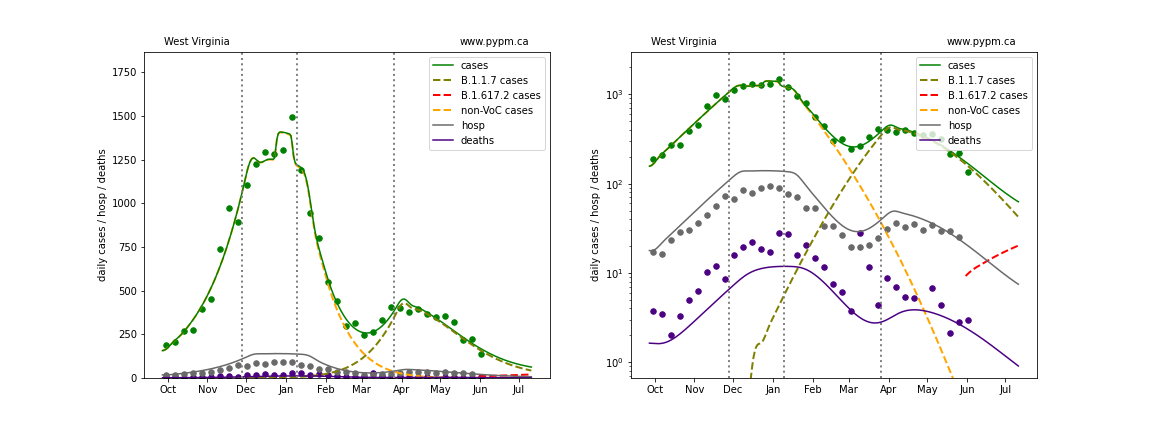 West Virginia www.pypm.ca
cases
B.1.1.7 cases
B.1.617.2 cases
non-VoC cases
hosp
deaths
daily cases / hosp / deaths
1750
1500
1250
1000
750
500
250
0
Oct Nov Dec Jan Feb Mar Apr May Jun Jul
West Virginia www.pypm.ca
cases
B.1.1.7 cases
B.1.617.2 cases
non-VoC cases
hosp
deaths
daily cases / hosp / deaths
10³
10²
10¹
10⁰
Oct Nov Dec Jan Feb Mar Apr May Jun Jul